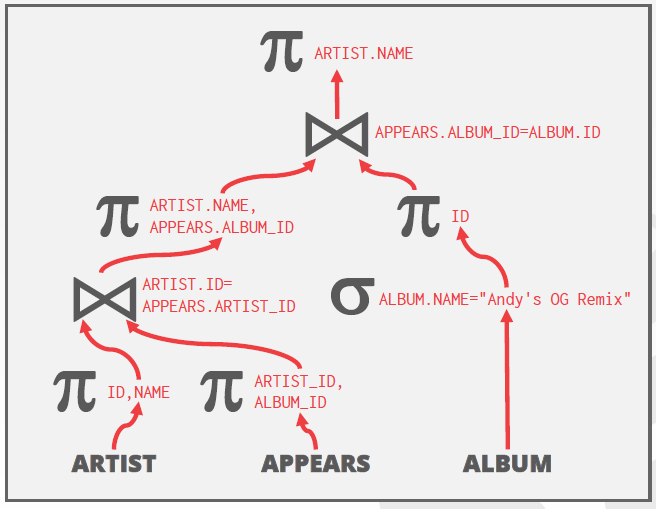 π ARTIST.NAME
⋈ APPEARS.ALBUM_ID=ALBUM.ID
π ARTIST.NAME,
APPEARS.ALBUM_ID
π ID
⋈ ARTIST.ID=
APPEARS.ARTIST_ID
σ ALBUM.NAME="Andy's OG Remix"
π ID,NAME
π ARTIST_ID,
ALBUM_ID
ARTIST
APPEARS
ALBUM